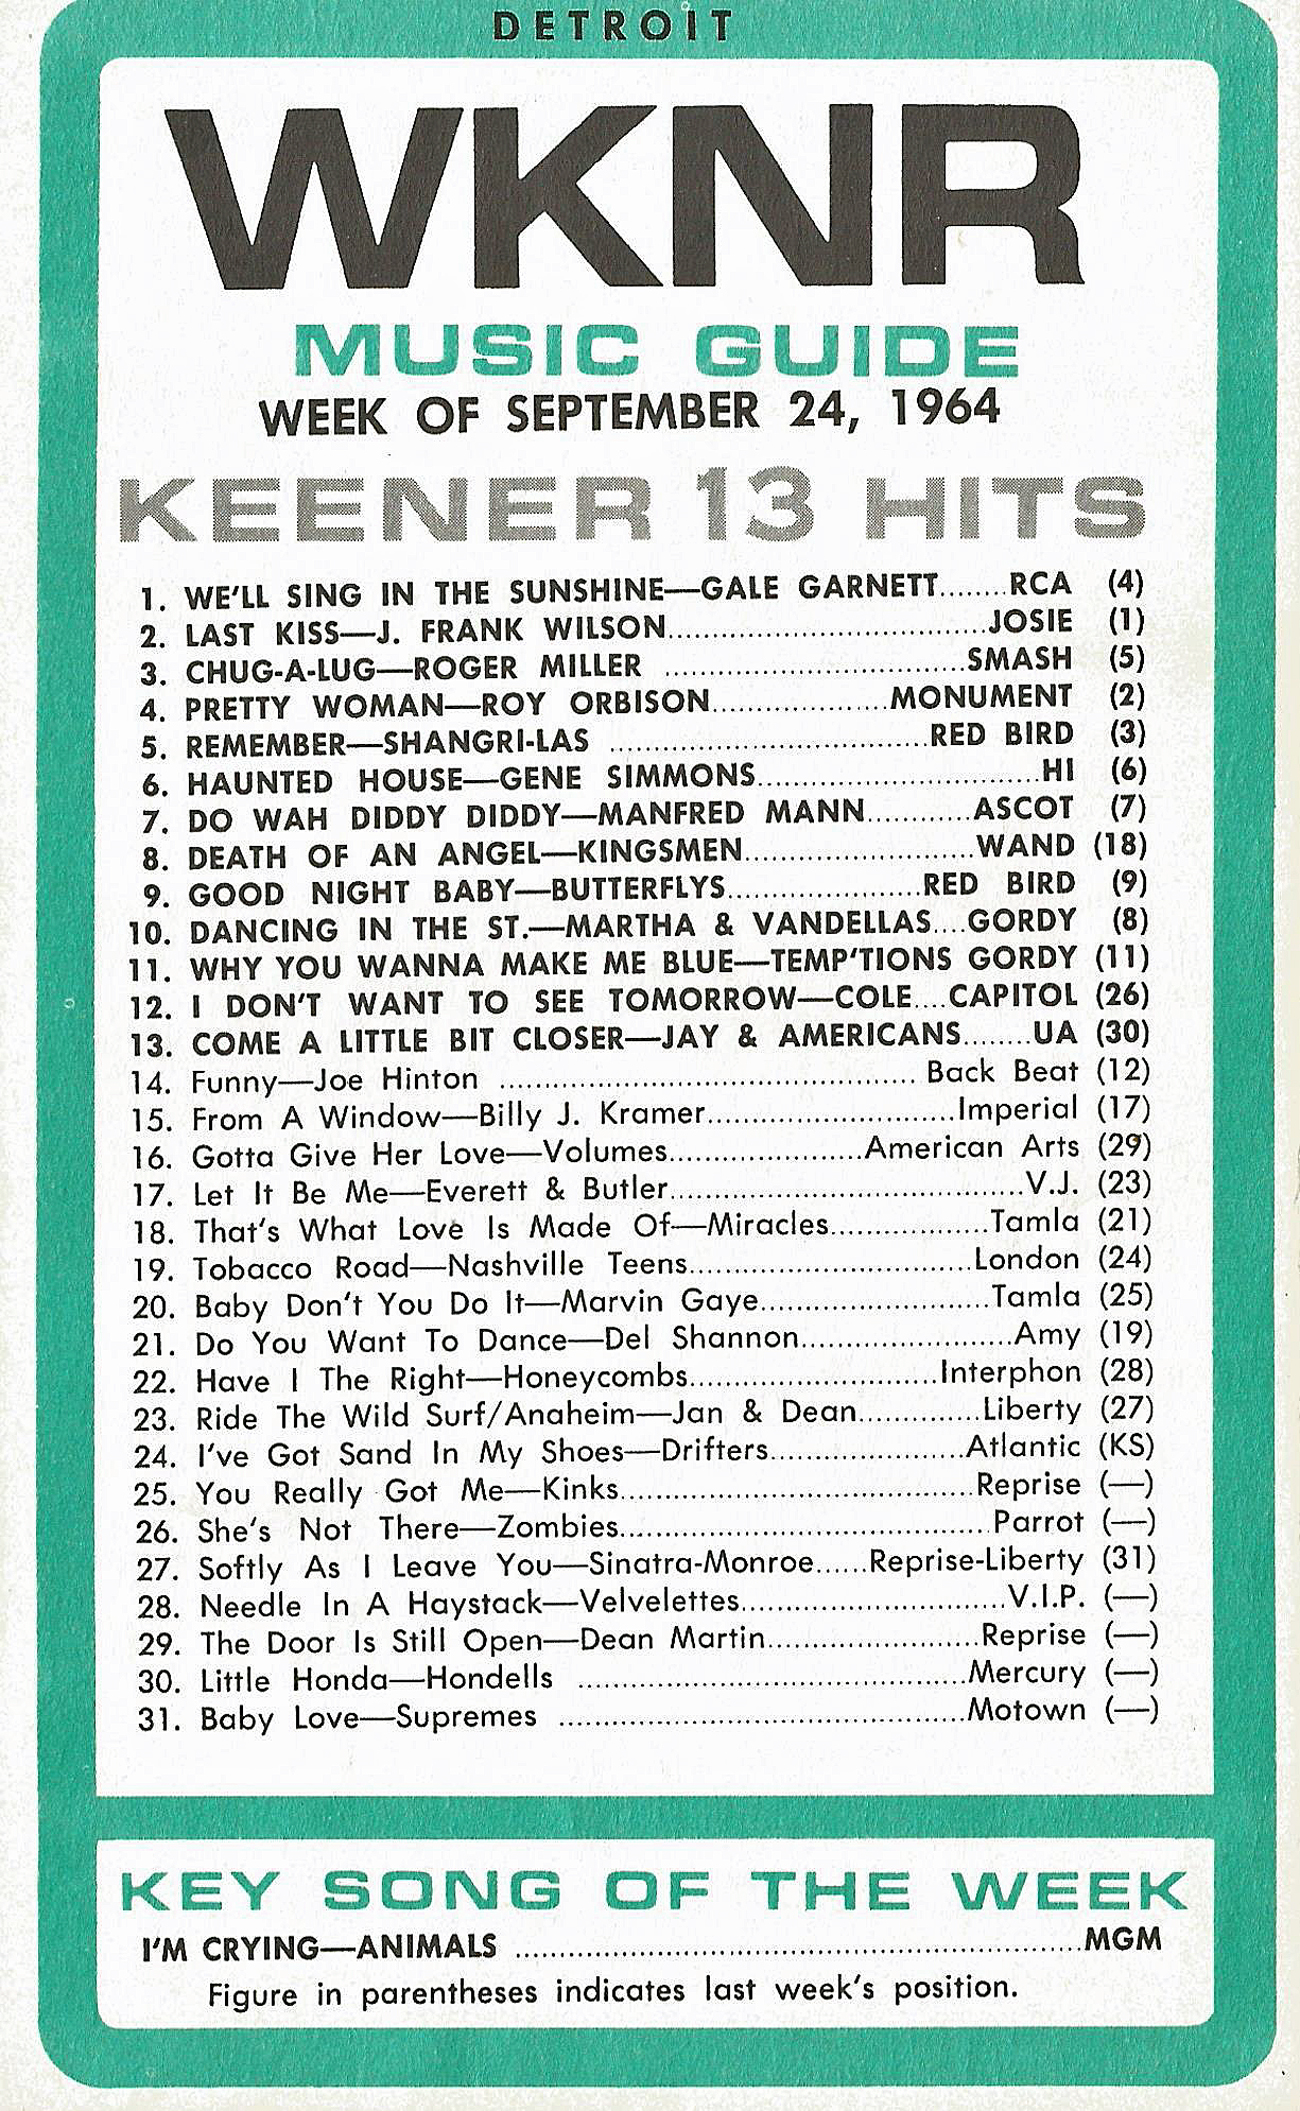 DETROIT
WKNR
MUSIC GUIDE
WEEK OF SEPTEMBER 24, 1964
KEENER 13 HITS
1. WE'LL SING IN THE SUNSHINE—GALE GARNETT........RCA (4)
2. LAST KISS—J. FRANK WILSON...................................JOSIE (1)
3. CHUG-A-LUG—ROGER MILLER .................................SMASH (5)
4. PRETTY WOMAN—ROY ORBISON...................MONUMENT (2)
5. REMEMBER—SHANGRI-LAS ...................................RED BIRD (3)
6. HAUNTED HOUSE—GENE SIMMONS...............................HI (6)
7. DO WAH DIDDY DIDDY—MANFRED MANN............ASCOT (7)
8. DEATH OF AN ANGEL—KINGSMEN.........................WAND (18)
9. GOOD NIGHT BABY—BUTTERFLYS.....................RED BIRD (9)
10. DANCING IN THE ST.—MARTHA & VANDELLAS....GORDY (8)
11. WHY YOU WANNA MAKE ME BLUE—TEMP'TIONS GORDY (11)
12. I DON'T WANT TO SEE TOMORROW—COLE....CAPITOL (26)
13. COME A LITTLE BIT CLOSER—JAY & AMERICANS........UA (30)
14. Funny—Joe Hinton .............................................. Back Beat (12)
15. From A Window—Billy J. Kramer...........................Imperial (17)
16. Gotta Give Her Love—Volumes.....................American Arts (29)
17. Let It Be Me—Everett & Butler.......................................V.J. (23)
18. That's What Love Is Made Of—Miracles.................Tamla (21)
19. Tobacco Road—Nashville Teens...............................London (24)
20. Baby Don't You Do It—Marvin Gaye.........................Tamla (25)
21. Do You Want To Dance—Del Shannon.......................Amy (19)
22. Have I The Right—Honeycombs...........................Interphon (28)
23. Ride The Wild Surf/Anaheim—Jan & Dean.............Liberty (27)
24. I've Got Sand In My Shoes—Drifters.....................Atlantic (KS)
25. You Really Got Me—Kinks.......................................Reprise (—)
26. She's Not There—Zombies........................................Parrot (—)
27. Softly As I Leave You—Sinatra-Monroe......Reprise-Liberty (31)
28. Needle In A Haystack—Velvelettes.............................V.I.P. (—)
29. The Door Is Still Open—Dean Martin.......................Reprise (—)
30. Little Honda—Hondells ..........................................Mercury (—)
31. Baby Love—Supremes ............................................Motown (—)
KEY SONG OF THE WEEK
I'M CRYING—ANIMALS ...............................................................MGM
Figure in parentheses indicates last week's position.